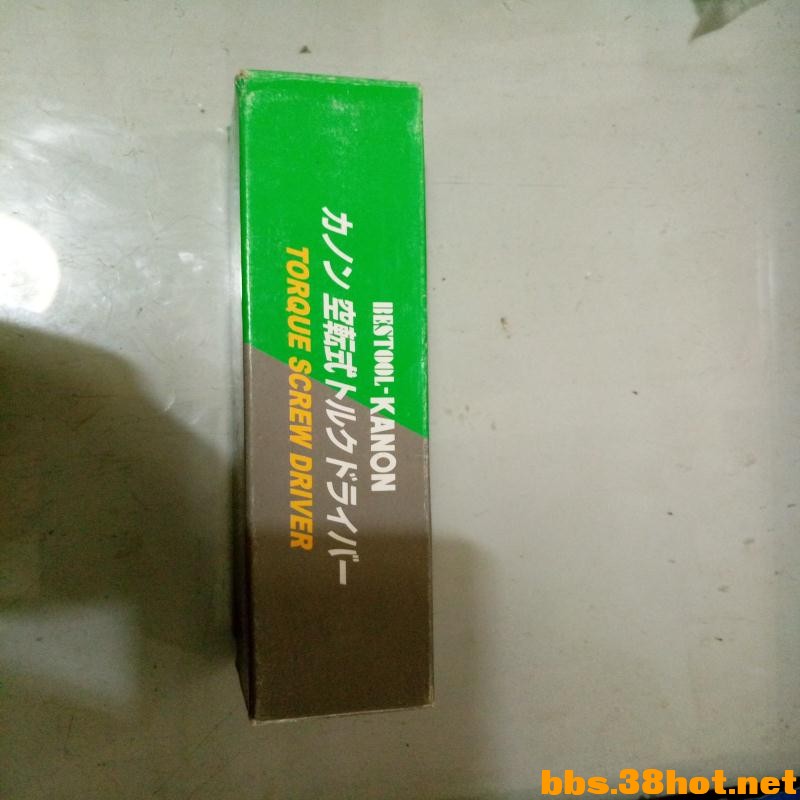 BESTOOL-KANON
カノン 空転式トルクドライバー
TORQUE SCREW DRIVER
bbs.38hot.net